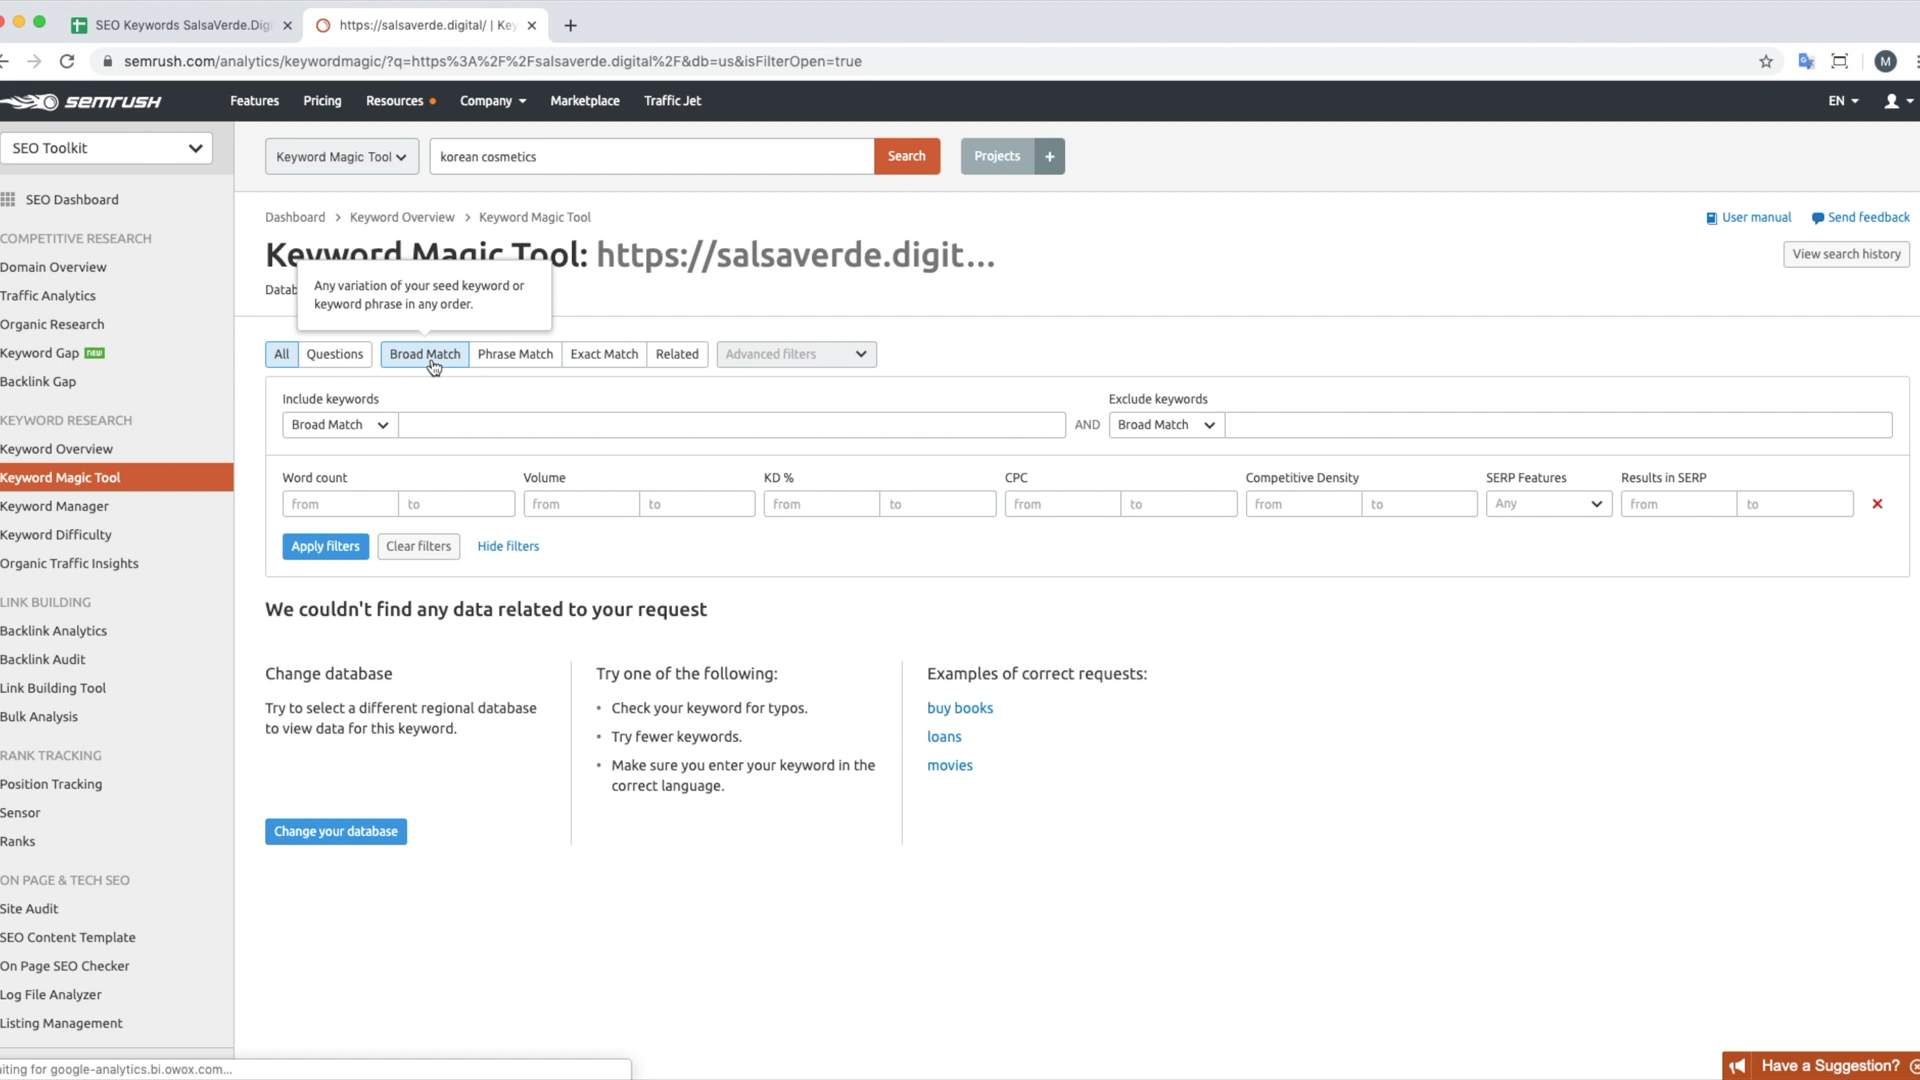 SEO Keywords SalsaVerde.Digi
https://salsaverde.digital/ | Key
semrush.com/analytics/keywordmagic/?q=https%3A%2F%2Fsalsaverde.digital%2F&db=us&isFilterOpen=true
M
SEMRUSH
Features Pricing Resources Company Marketplace Traffic Jet
EN
SEO Toolkit
Keyword Magic Tool
korean cosmetics
Search
Projects +
SEO Dashboard
COMPETITIVE RESEARCH
Domain Overview
Traffic Analytics
Organic Research
Keyword Gap NEW
Backlink Gap
KEYWORD RESEARCH
Keyword Overview
Keyword Magic Tool
Keyword Manager
Keyword Difficulty
Organic Traffic Insights
LINK BUILDING
Backlink Analytics
Backlink Audit
Link Building Tool
Bulk Analysis
RANK TRACKING
Position Tracking
Sensor
Ranks
ON PAGE & TECH SEO
Site Audit
SEO Content Template
On Page SEO Checker
Log File Analyzer
Listing Management
Dashboard > Keyword Overview > Keyword Magic Tool
User manual
Send feedback
Keyword Magic Tool: https://salsaverde.digit...
View search history
Datab
Any variation of your seed keyword or
keyword phrase in any order.
All Questions Broad Match Phrase Match Exact Match Related Advanced filters
Include keywords
Exclude keywords
Broad Match
AND
Broad Match
Word count Volume KD % CPC Competitive Density SERP Features Results in SERP
from to from to from to from to from to Any from to
Apply filters Clear filters Hide filters
We couldn't find any data related to your request
Change database
Try to select a different regional database
to view data for this keyword.
Change your database
Try one of the following:
• Check your keyword for typos.
• Try fewer keywords.
• Make sure you enter your keyword in the
correct language.
Examples of correct requests:
buy books
loans
movies
aiting for google-analytics.bi.owox.com...
Have a Suggestion?